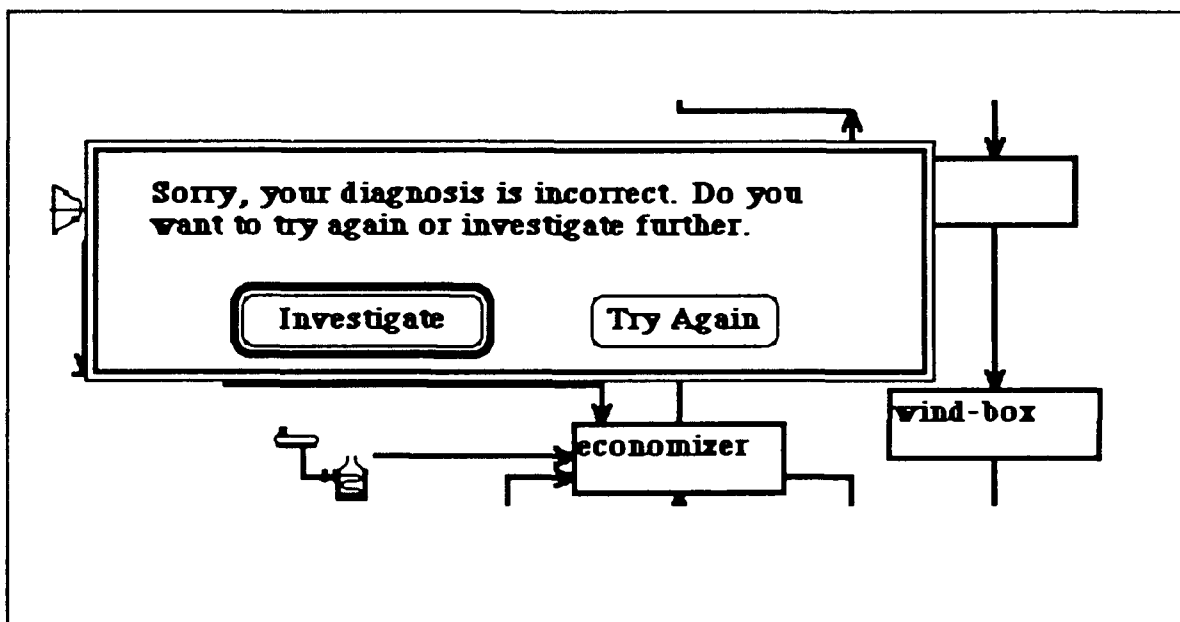 Sorry, your diagnosis is incorrect. Do you
want to try again or investigate further.
Investigate
Try Again
wind-box
economizer